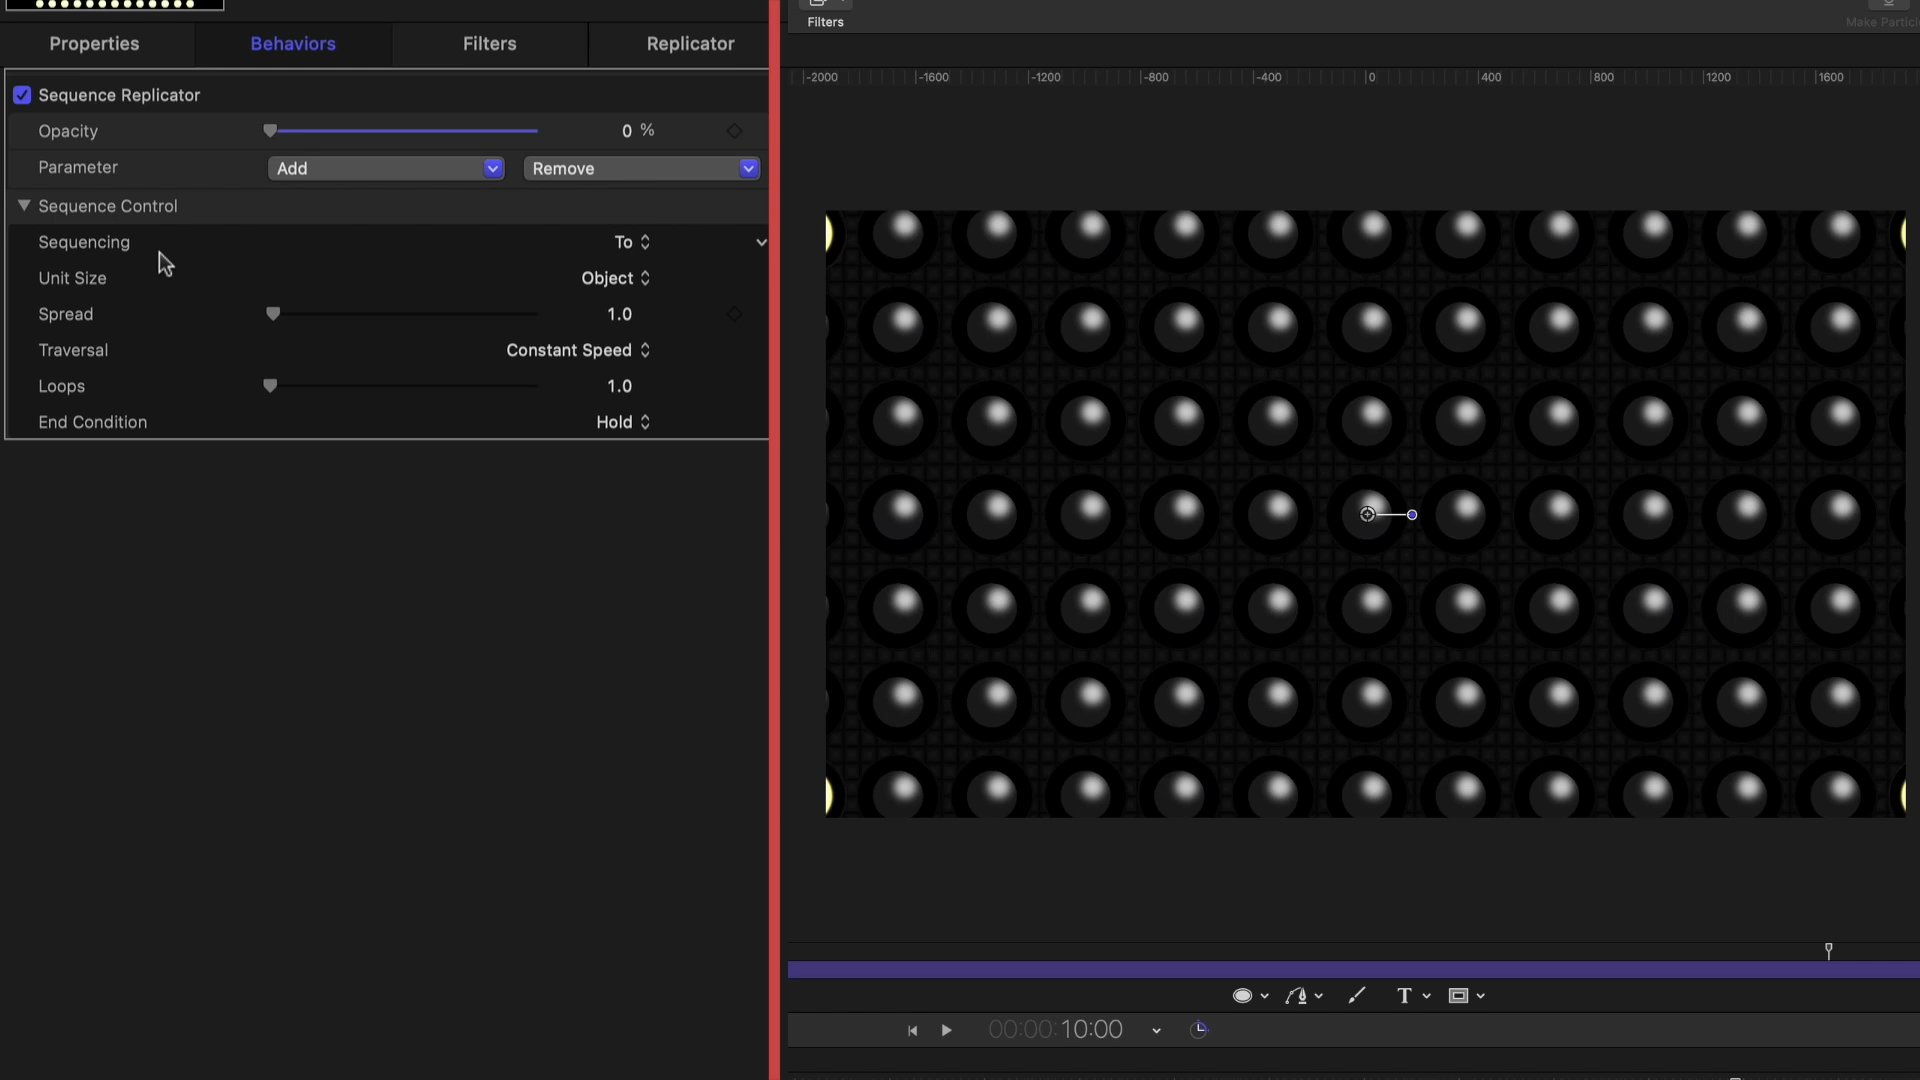 Filters
Make Particl
Properties Behaviors Filters Replicator
-2000 -1600 -1200 -800 -400 0 400 800 1200 1600
Sequence Replicator
Opacity 0 %
Parameter Add Remove
Sequence Control
Sequencing To
Unit Size Object
Spread 1.0
Traversal Constant Speed
Loops 1.0
End Condition Hold
T
00:00:10:00